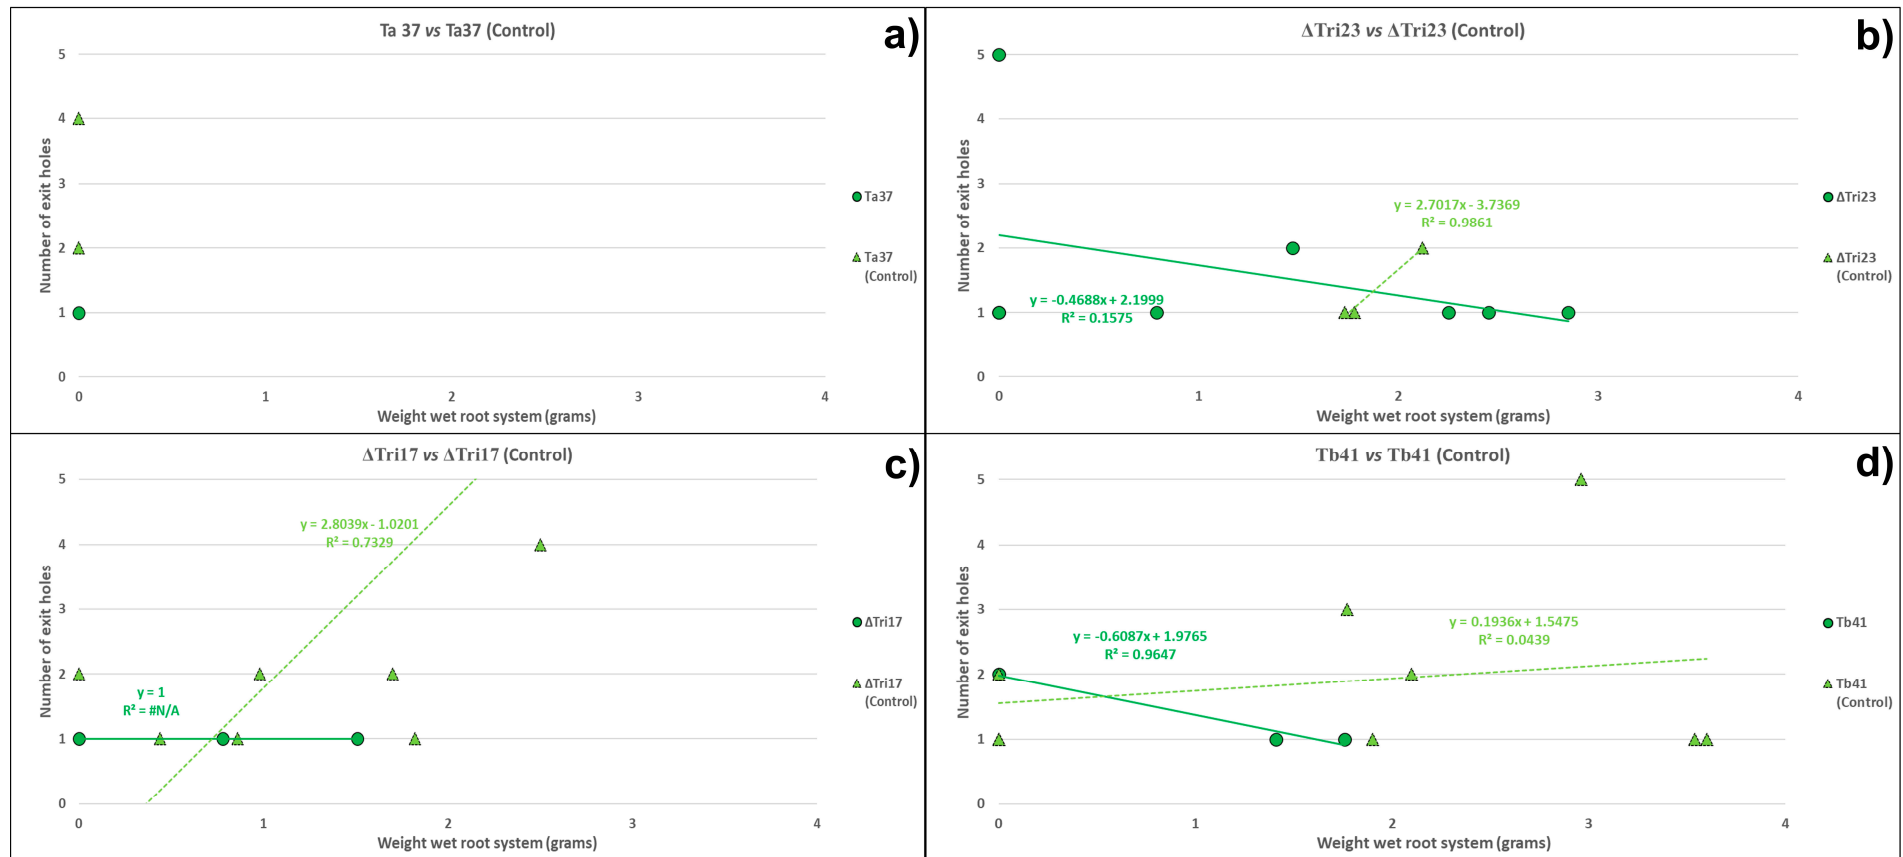 Ta 37 vs Ta37 (Control)
a)
5
4
3
2
1
0
Number of exit holes
0 1 2 3 4
Weight wet root system (grams)
Ta37
Ta37
(Control)
ΔTri23 vs ΔTri23 (Control)
b)
5
4
3
2
1
0
Number of exit holes
y = 2.7017x - 3.7369
R² = 0.9861
y = -0.4688x + 2.1999
R² = 0.1575
0 1 2 3 4
Weight wet root system (grams)
ΔTri23
ΔTri23
(Control)
ΔTri17 vs ΔTri17 (Control)
c)
5
4
3
2
1
0
Number of exit holes
y = 2.8039x - 1.0201
R² = 0.7329
y = 1
R² = #N/A
0 1 2 3 4
Weight wet root system (grams)
ΔTri17
ΔTri17
(Control)
Tb41 vs Tb41 (Control)
d)
5
4
3
2
1
0
Number of exit holes
y = -0.6087x + 1.9765
R² = 0.9647
y = 0.1936x + 1.5475
R² = 0.0439
0 1 2 3 4
Weight wet root system (grams)
Tb41
Tb41
(Control)